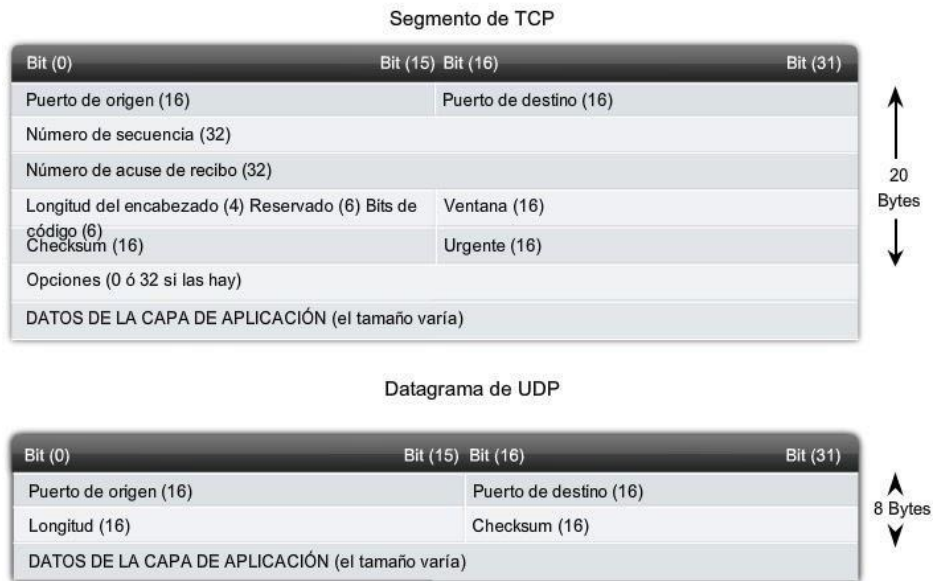 Segmento de TCP
Bit (0) Bit (15) Bit (16) Bit (31)
Puerto de origen (16) Puerto de destino (16)
Número de secuencia (32)
Número de acuse de recibo (32)
Longitud del encabezado (4) Reservado (6) Bits de código (6) Ventana (16)
Checksum (16) Urgente (16)
Opciones (0 ó 32 si las hay)
DATOS DE LA CAPA DE APLICACIÓN (el tamaño varía)
20
Bytes
Datagrama de UDP
Bit (0) Bit (15) Bit (16) Bit (31)
Puerto de origen (16) Puerto de destino (16)
Longitud (16) Checksum (16)
DATOS DE LA CAPA DE APLICACIÓN (el tamaño varía)
8 Bytes